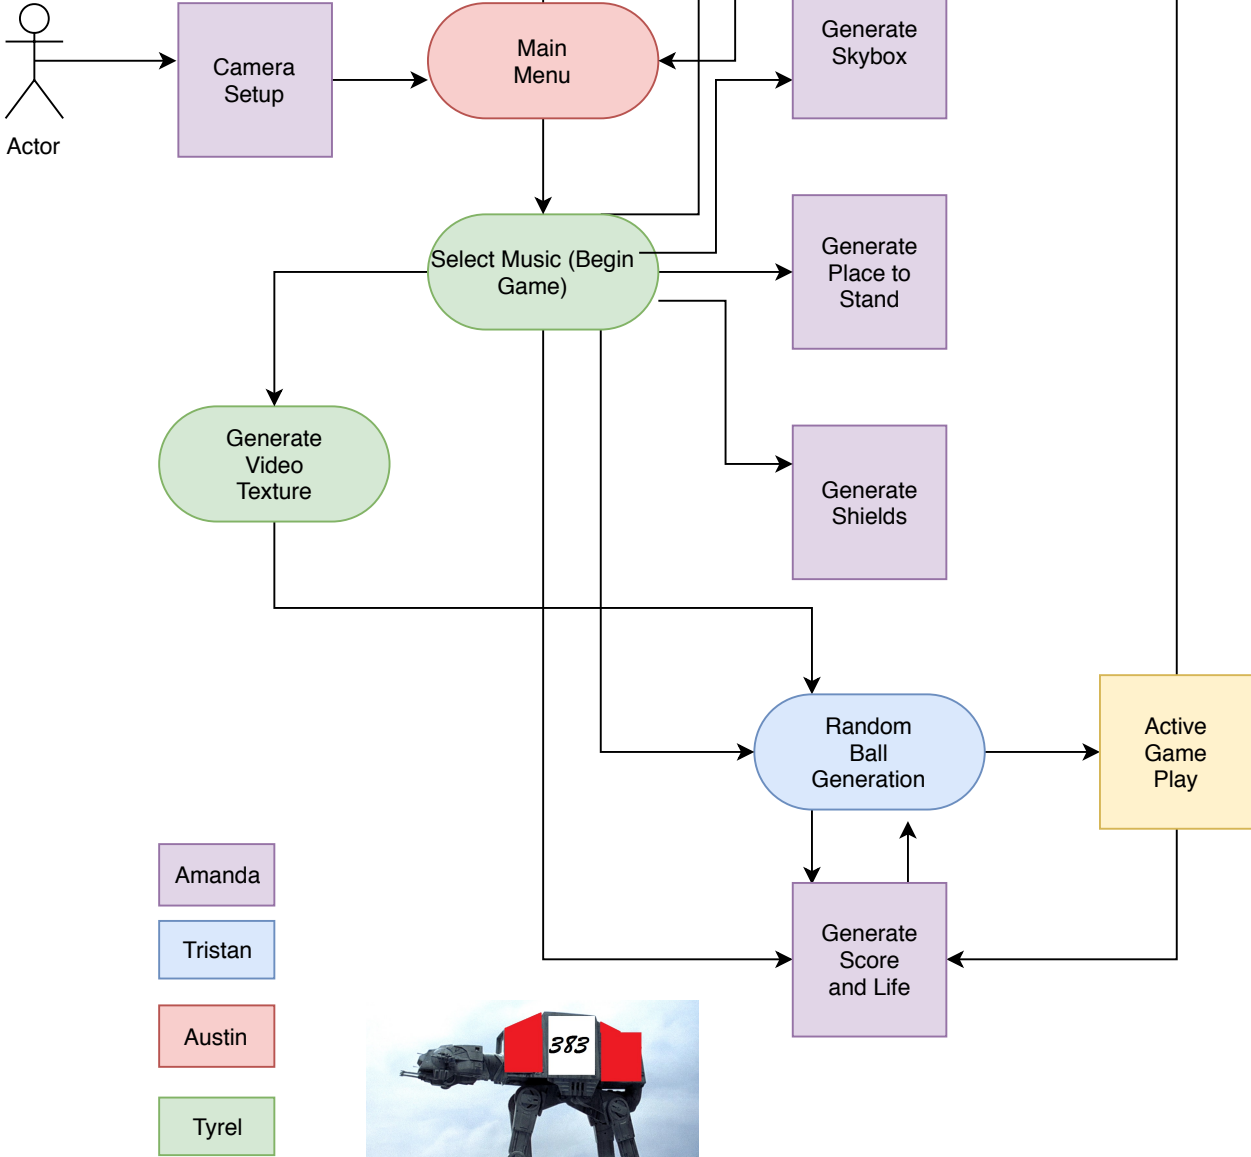 Generate
Skybox
Main
Menu
Camera
Setup
Actor
Select Music (Begin
Game)
Generate
Place to
Stand
Generate
Video
Texture
Generate
Shields
Random
Ball
Generation
Active
Game
Play
Generate
Score
and Life
Amanda
Tristan
Austin
Tyrel
383